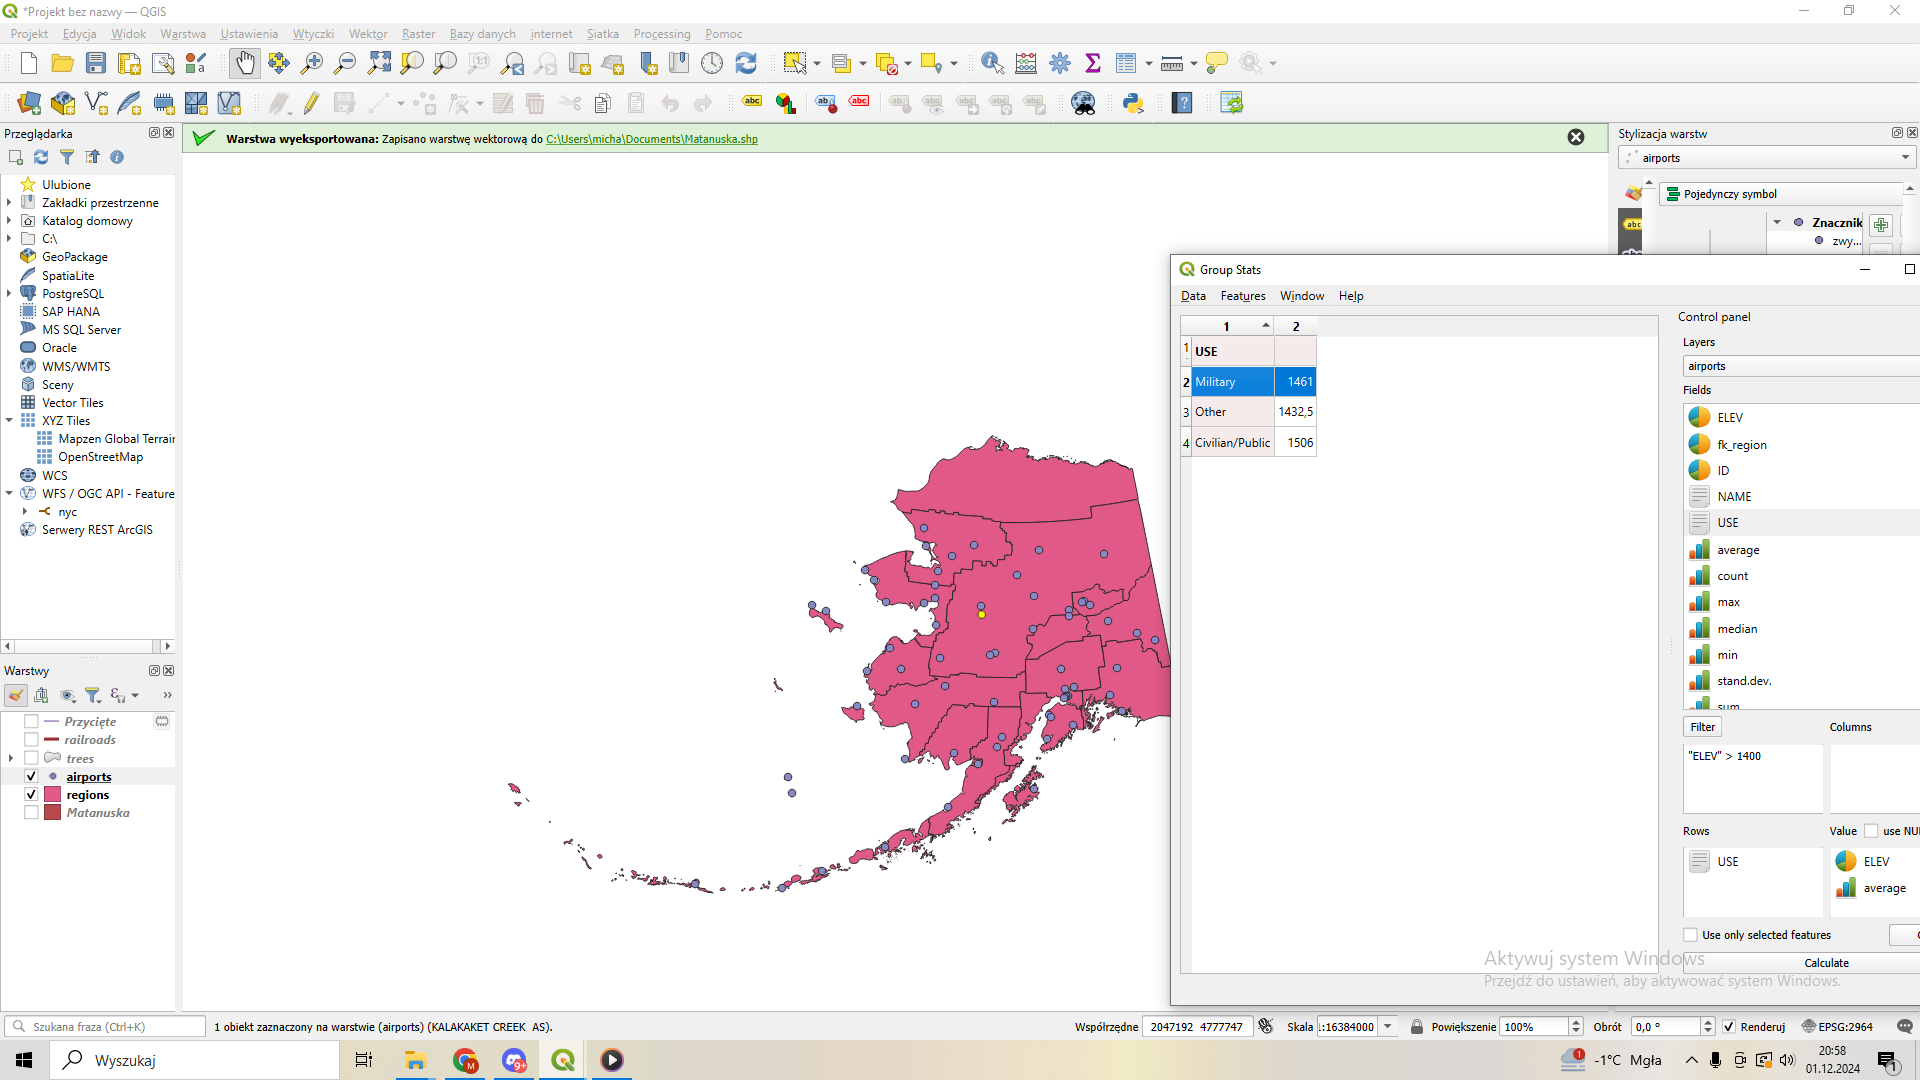 *Projekt bez nazwy — QGIS
Projekt Edycja Widok Warstwa Ustawienia Wtyczki Wektor Raster Bazy danych internet Siatka Processing Pomoc
Przeglądarka
Warstwa wyeksportowana: Zapisano warstwę wektorową do C:\Users\micha\Documents\Matanuska.shp
Ulubione
Zakładki przestrzenne
Katalog domowy
C:\
GeoPackage
SpatiaLite
PostgreSQL
SAP HANA
MS SQL Server
Oracle
WMS/WMTS
Sceny
Vector Tiles
XYZ Tiles
Mapzen Global Terrain
OpenStreetMap
WCS
WFS / OGC API - Feature
nyc
Serwery REST ArcGIS
Warstwy
Przycięte
railroads
trees
airports
regions
Matanuska
Stylizacja warstw
airports
Pojedynczy symbol
Znacznik
zwy...
Group Stats
Data Features Window Help
1 2
1 USE
2 Military 1461
3 Other 1432,5
4 Civilian/Public 1506
Control panel
Layers
airports
Fields
ELEV
fk_region
ID
NAME
USE
average
count
max
median
min
stand.dev.
sum
Filter Columns
"ELEV" > 1400
Rows Value use NU
USE
ELEV
average
Use only selected features
Calculate
Aktywuj system Windows
Przejdź do ustawień, aby aktywować system Windows.
Szukana fraza (Ctrl+K)
1 obiekt zaznaczony na warstwie (airports) (KALAKAKET CREEK AS).
Współrzędne 2047192 4777747 Skala 1:16384000 Powiększenie 100% Obrót 0,0 ° Renderuj EPSG:2964
Wyszukaj
-1°C Mgła
20:58
01.12.2024